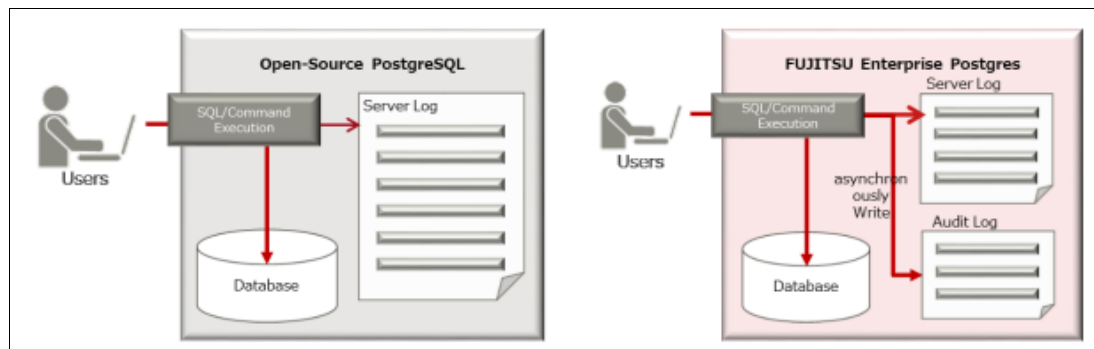 Open-Source PostgreSQL
SQL/Command
Execution
Server Log
Users
Database
FUJITSU Enterprise Postgres
Server Log
SQL/Command
Execution
Users
asynchron
ously
Write
Audit Log
Database